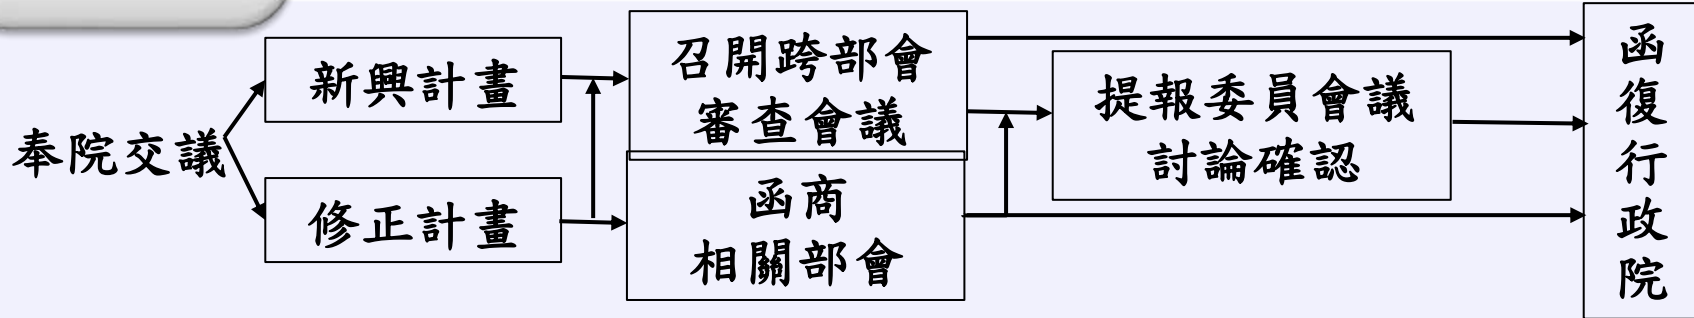 奉院交議
新興計畫
修正計畫
召開跨部會
審查會議
函商
相關部會
提報委員會議
討論確認
函復行政院